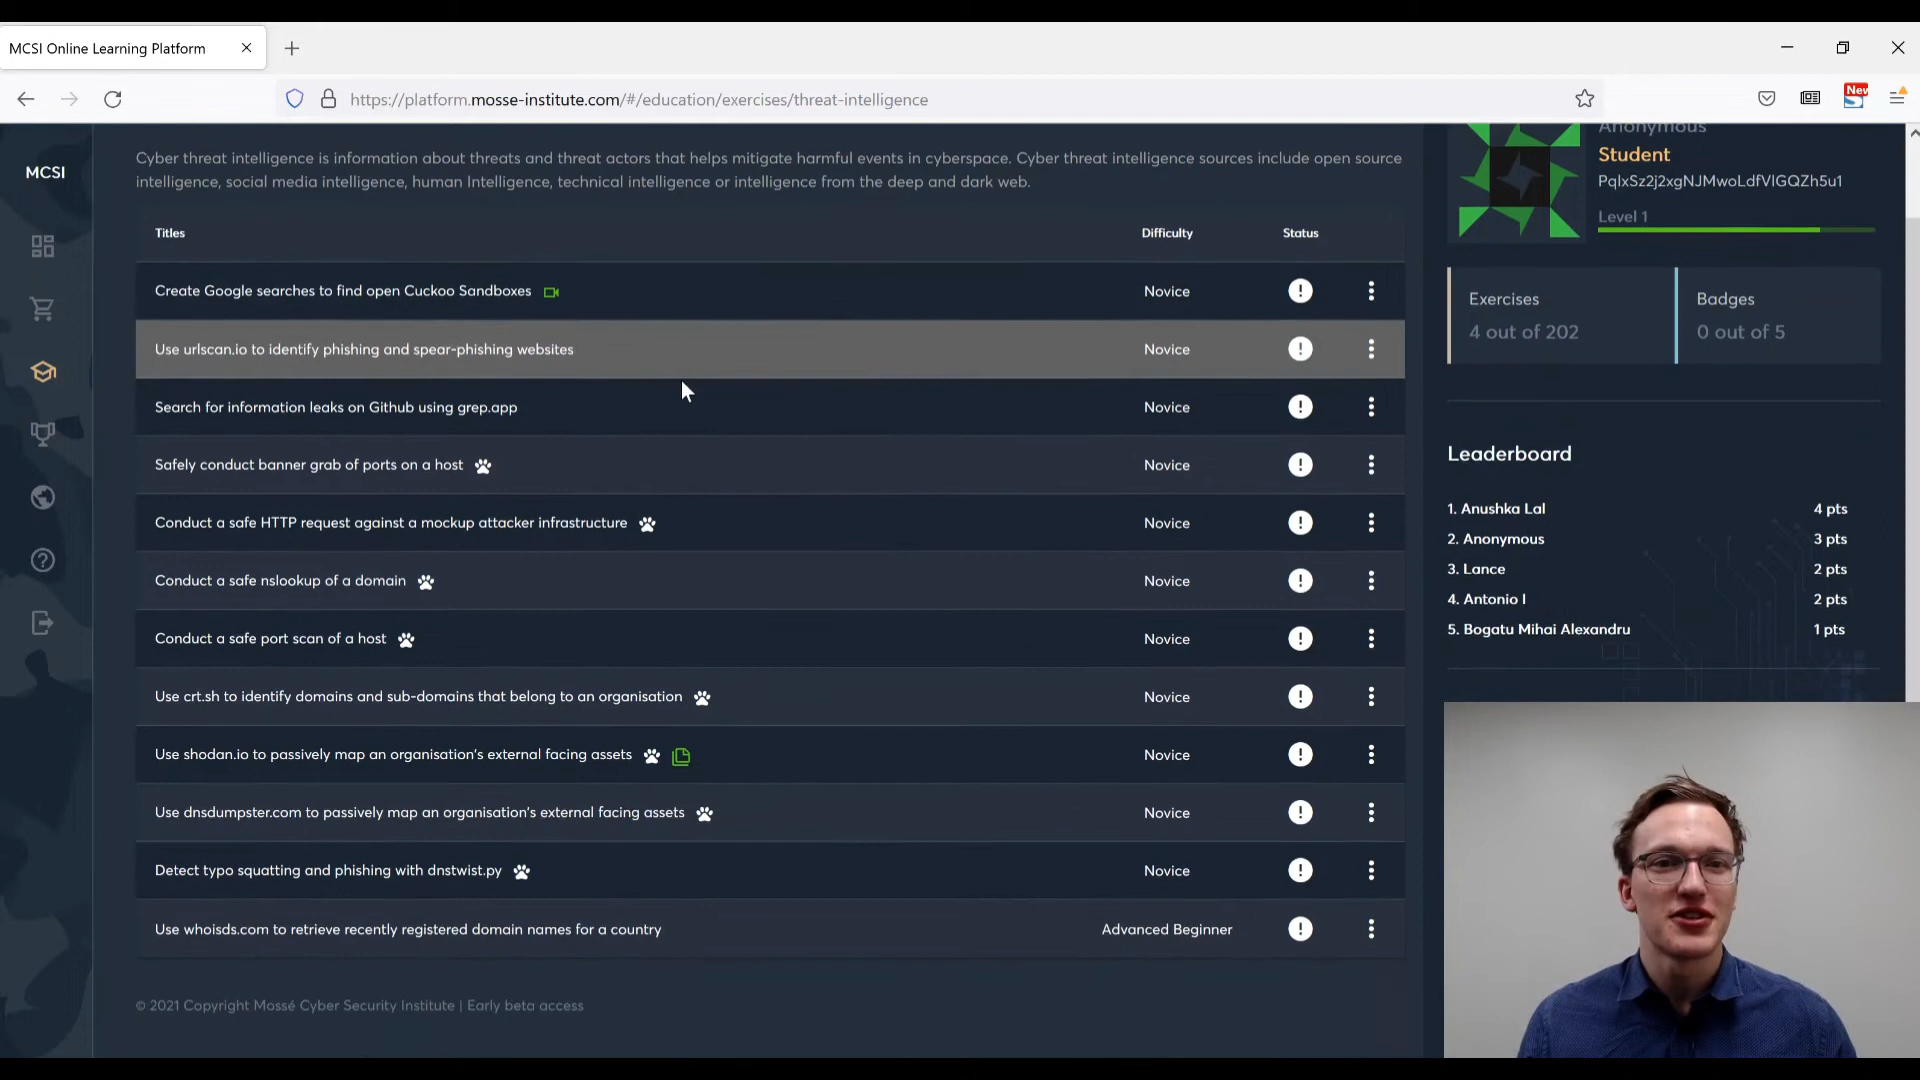 MCSI Online Learning Platform
https://platform.mosse-institute.com/#/education/exercises/threat-intelligence
New
MCSI
Cyber threat intelligence is information about threats and threat actors that helps mitigate harmful events in cyberspace. Cyber threat intelligence sources include open source
intelligence, social media intelligence, human Intelligence, technical intelligence or intelligence from the deep and dark web.
Titles Difficulty Status
Create Google searches to find open Cuckoo Sandboxes Novice
Use urlscan.io to identify phishing and spear-phishing websites Novice
Search for information leaks on Github using grep.app Novice
Safely conduct banner grab of ports on a host Novice
Conduct a safe HTTP request against a mockup attacker infrastructure Novice
Conduct a safe nslookup of a domain Novice
Conduct a safe port scan of a host Novice
Use crt.sh to identify domains and sub-domains that belong to an organisation Novice
Use shodan.io to passively map an organisation's external facing assets Novice
Use dnsdumpster.com to passively map an organisation's external facing assets Novice
Detect typo squatting and phishing with dnstwist.py Novice
Use whoisds.com to retrieve recently registered domain names for a country Advanced Beginner
© 2021 Copyright Mossé Cyber Security Institute | Early beta access
Anonymous
Student
Level 1
Exercises
4 out of 202
Badges
0 out of 5
Leaderboard
1. Anushka Lal 4 pts
2. Anonymous 3 pts
3. Lance 2 pts
4. Antonio I 2 pts
5. Bogatu Mihai Alexandru 1 pts